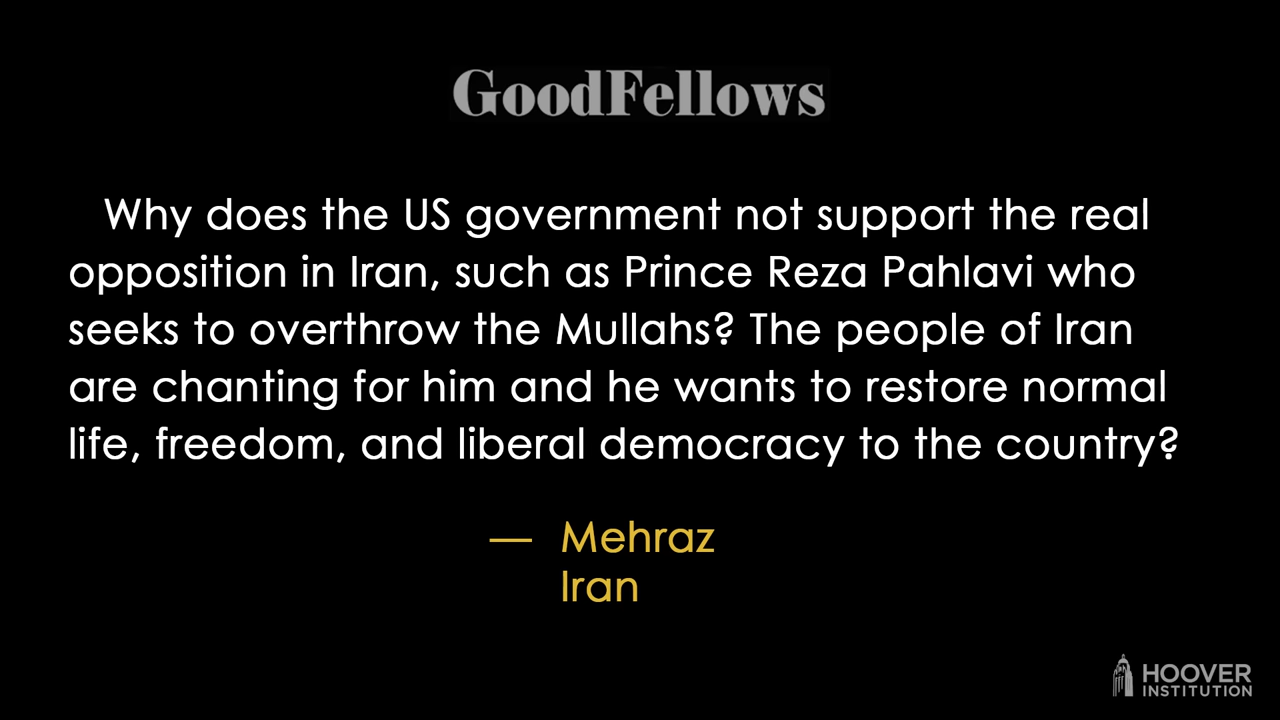 GoodFellows
Why does the US government not support the real
opposition in Iran, such as Prince Reza Pahlavi who
seeks to overthrow the Mullahs? The people of Iran
are chanting for him and he wants to restore normal
life, freedom, and liberal democracy to the country?
— Mehraz
Iran
HOOVER
INSTITUTION